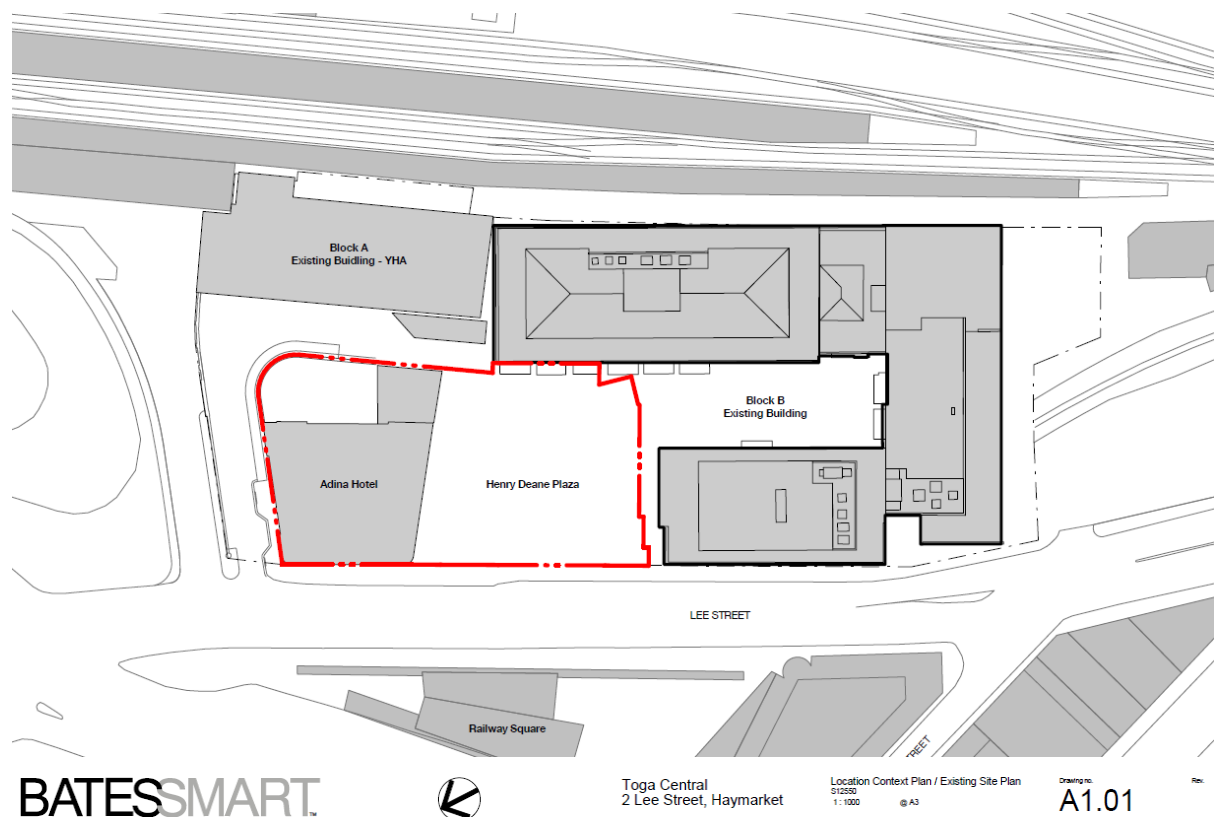 Block A
Existing Buidling - YHA
Block B
Existing Building
Adina Hotel
Henry Deane Plaza
LEE STREET
Railway Square
REET
BATESSMART™
Toga Central
2 Lee Street, Haymarket
Location Context Plan / Existing Site Plan
S12550
1 : 1000 @ A3
Drawing no.
A1.01
Rev.